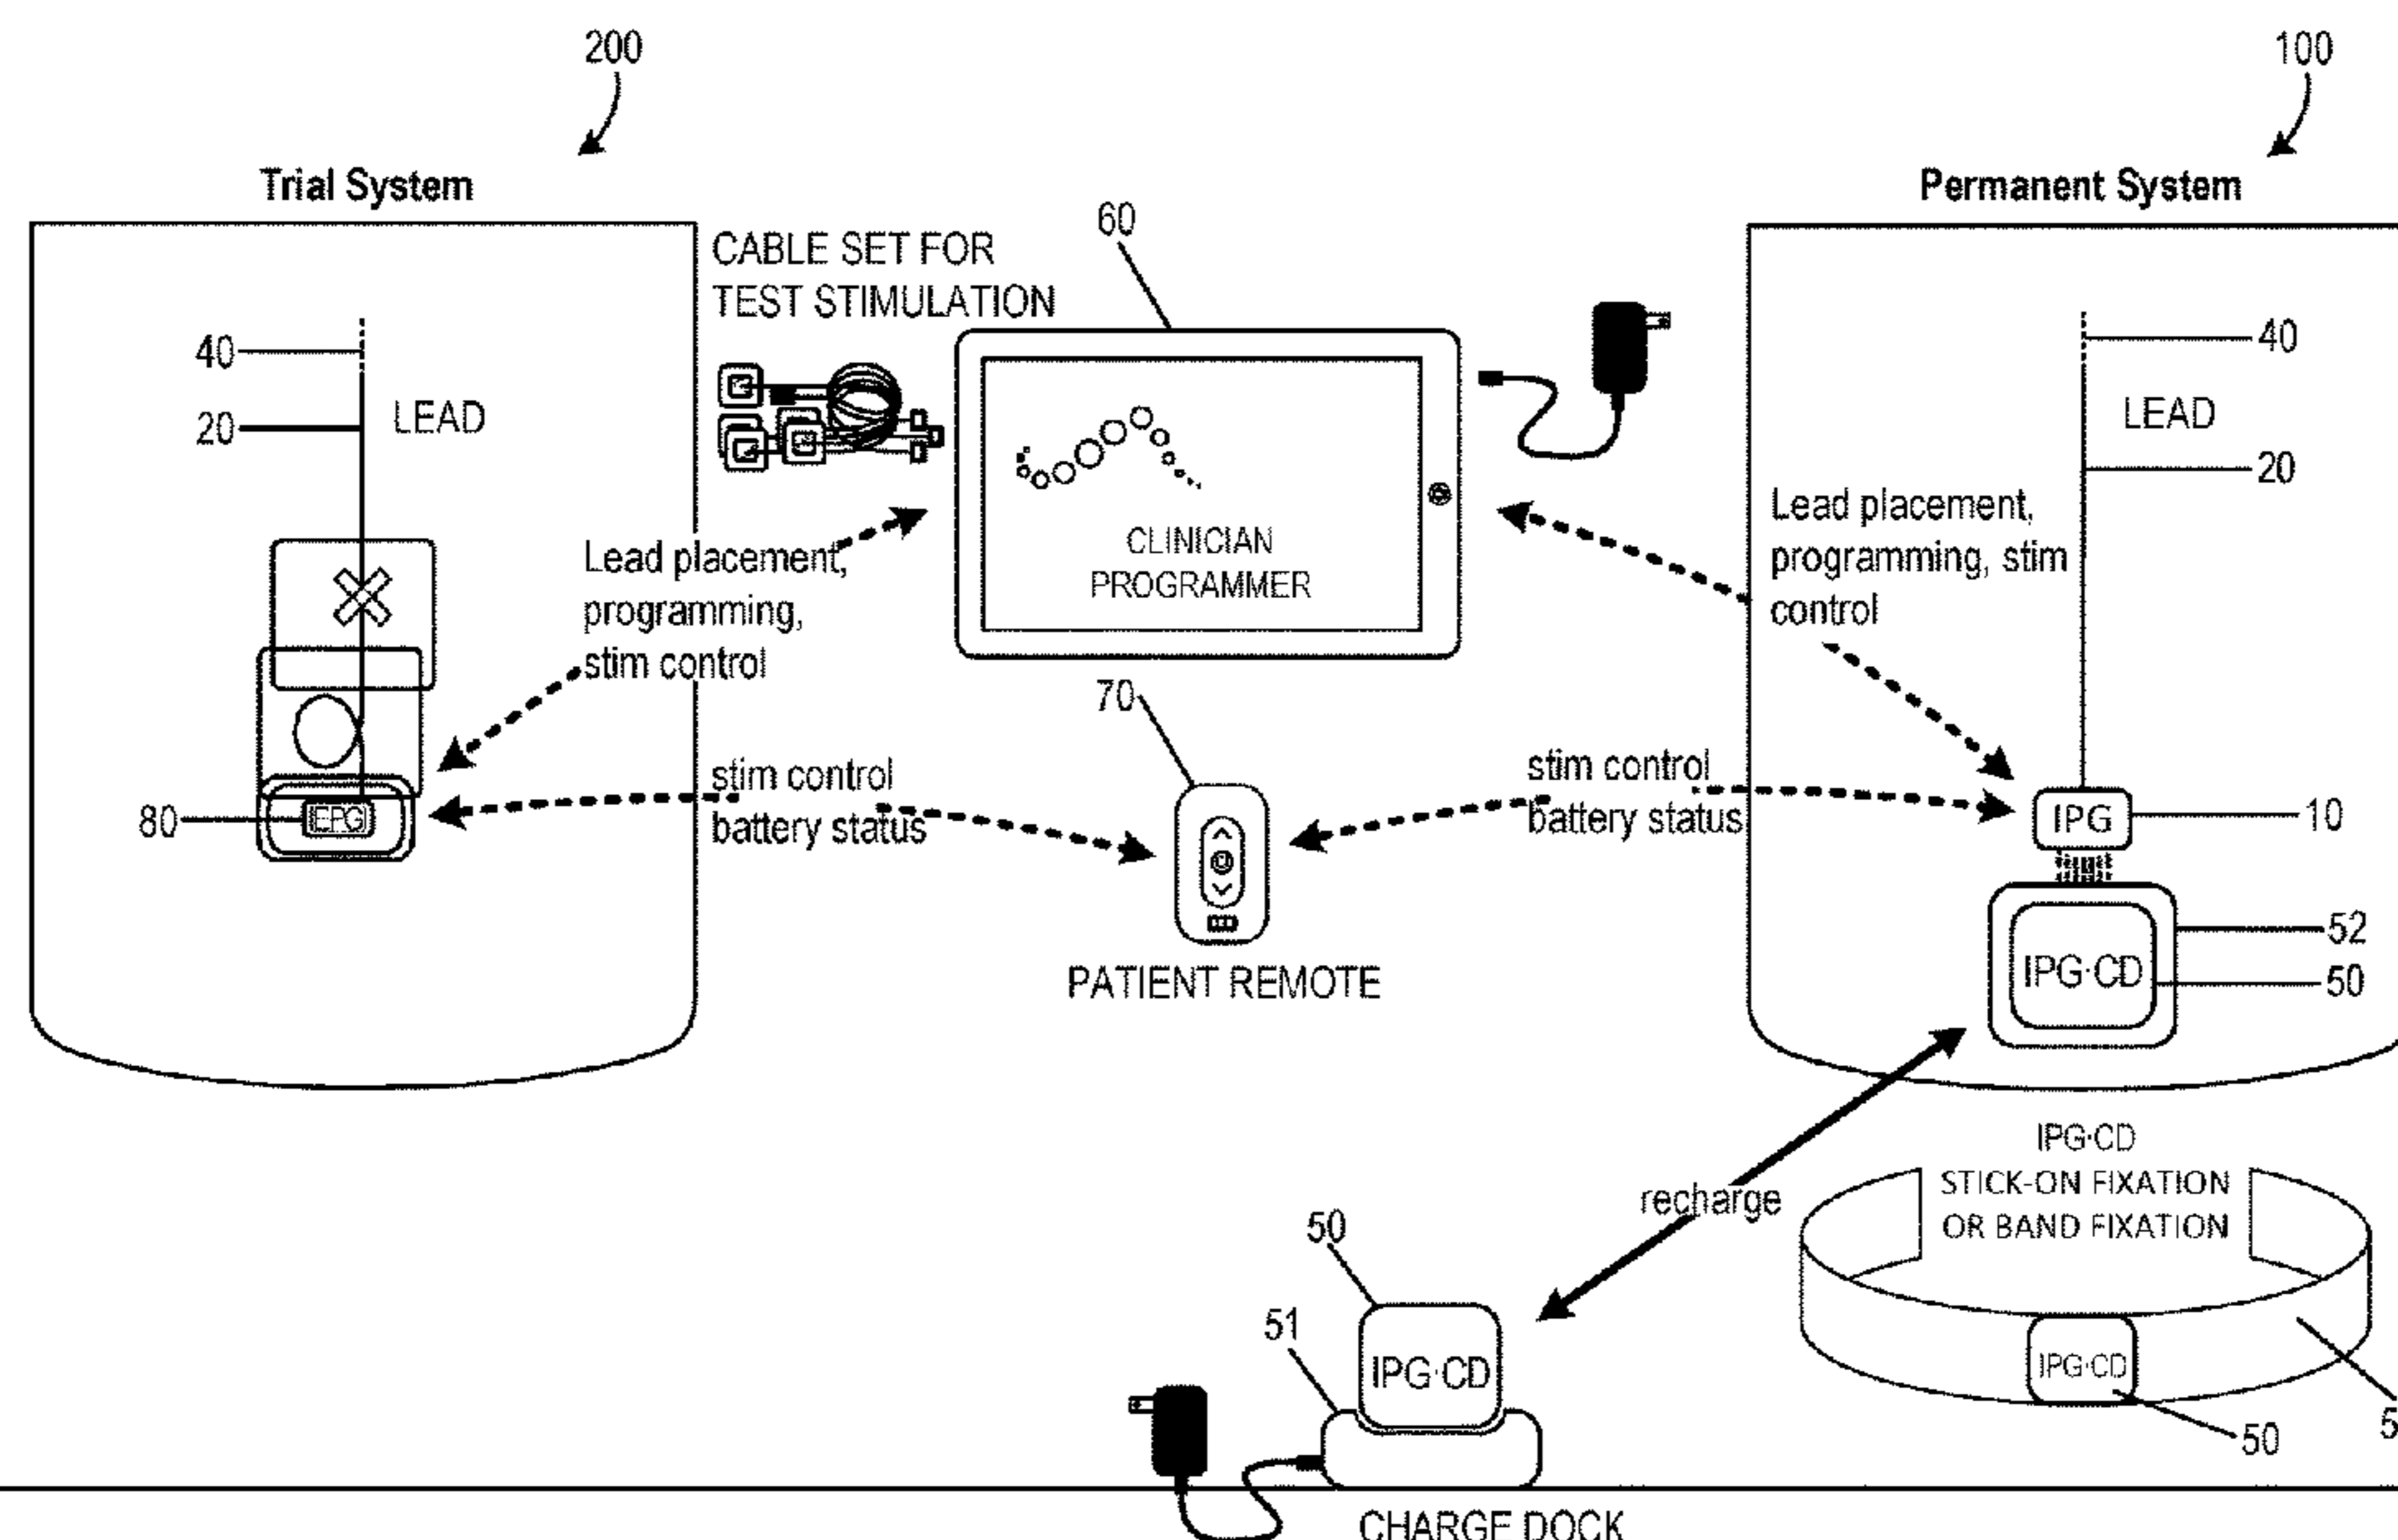 200
100
Trial System
Permanent System
60
CABLE SET FOR
TEST STIMULATION
40
20
LEAD
40
LEAD
20
Lead placement,
programming,
stim control
CLINICIAN
PROGRAMMER
Lead placement,
programming, stim
control
70
stim control
battery status
stim control
battery status
80
EPG
IPG
10
PATIENT REMOTE
52
IPG·CD
50
IPG·CD
STICK-ON FIXATION
OR BAND FIXATION
recharge
50
51
IPG·CD
IPG·CD
50
CHARGE DOCK